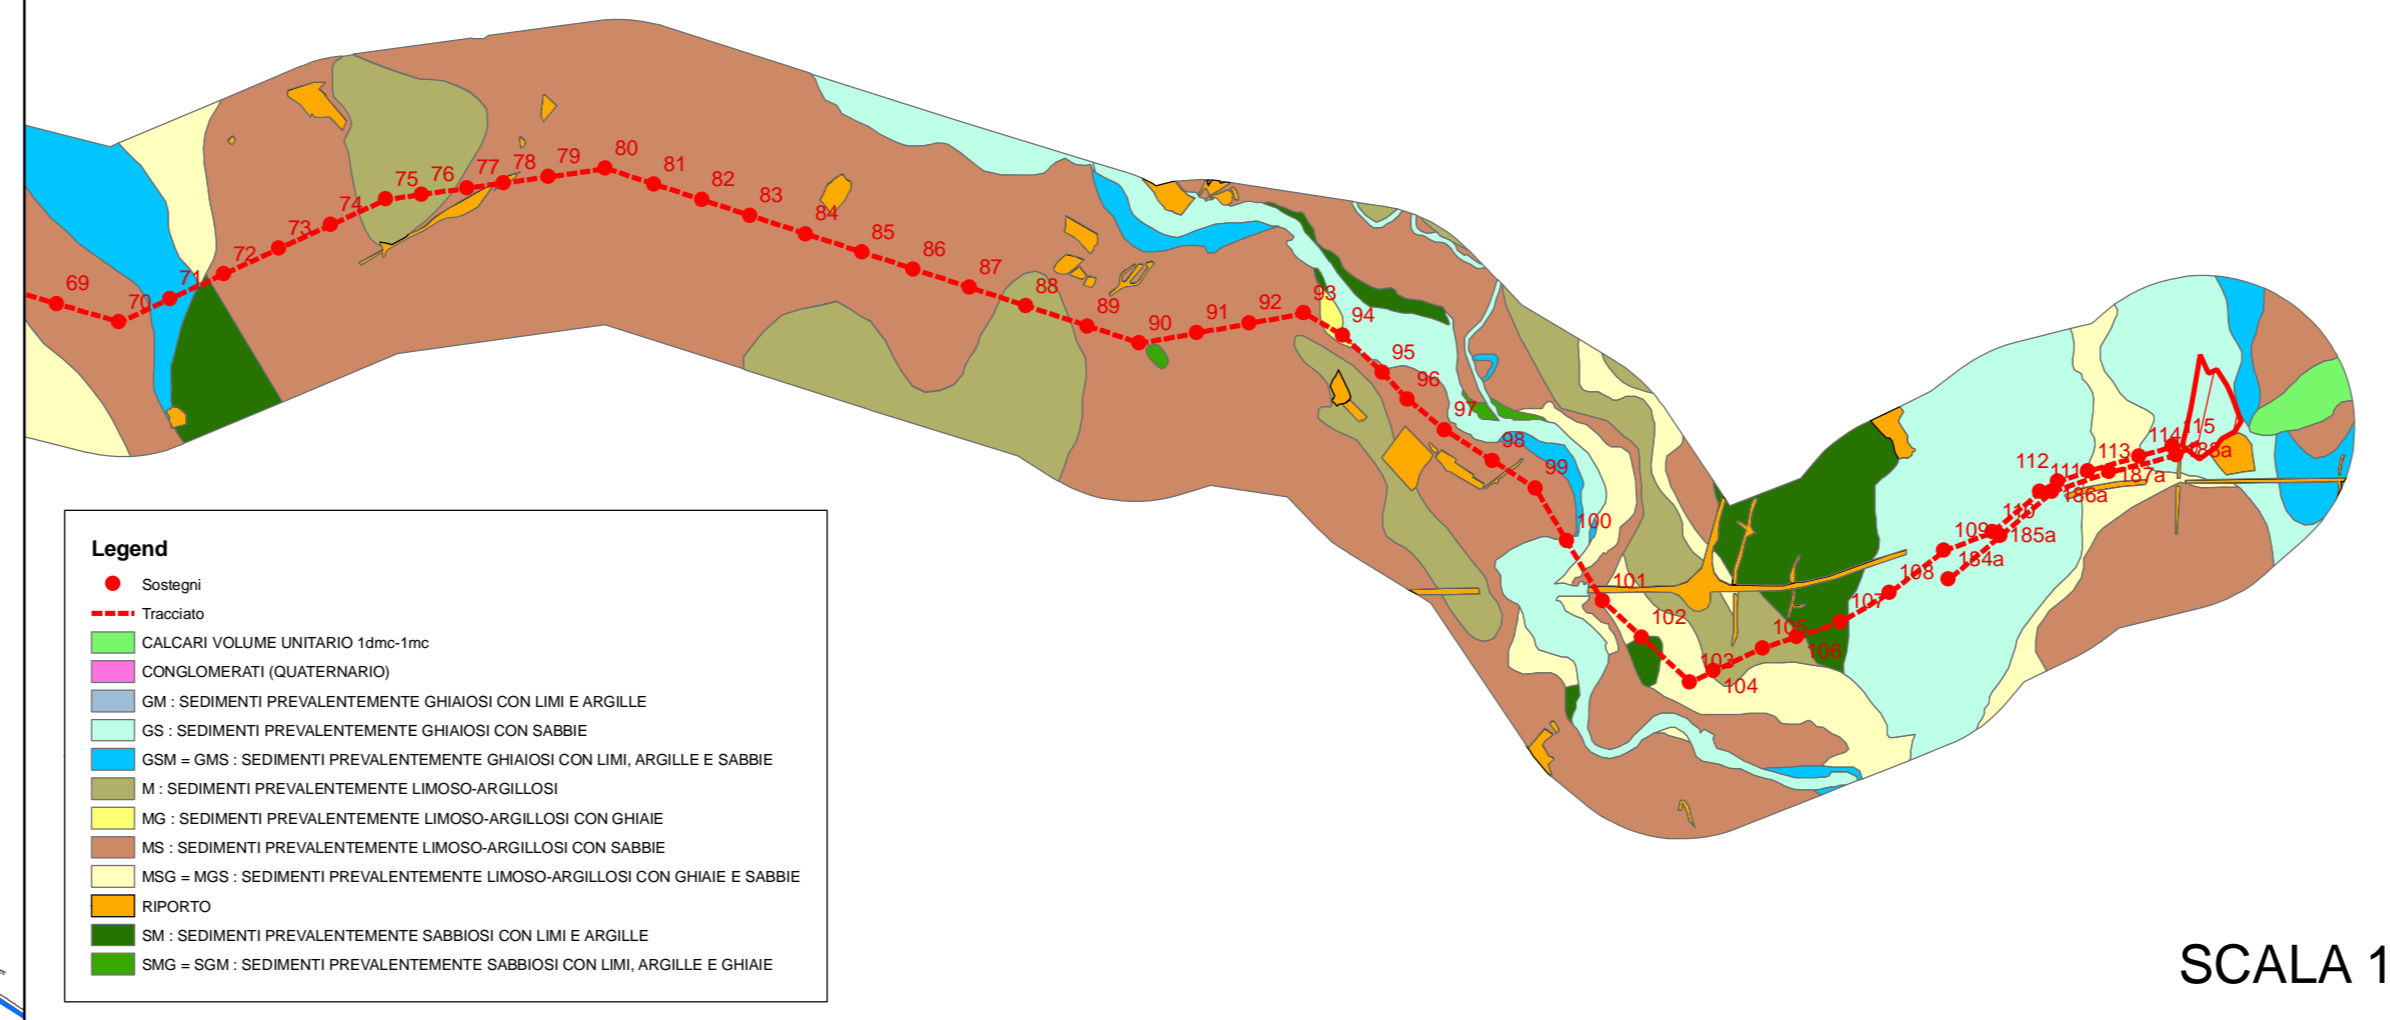 69
70
71
72
73
74
75
76
77
78
79
80
81
82
83
84
85
86
87
88
89
90
91
92
93
94
95
96
97
98
99
100
101
102
103
104
105
106
107
108
109
110
111
112
113
114
115
184a
185a
186a
187a
188a
Legend
Sostegni
Tracciato
CALCARI VOLUME UNITARIO 1dmc-1mc
CONGLOMERATI (QUATERNARIO)
GM : SEDIMENTI PREVALENTEMENTE GHIAIOSI CON LIMI E ARGILLE
GS : SEDIMENTI PREVALENTEMENTE GHIAIOSI CON SABBIE
GSM = GMS : SEDIMENTI PREVALENTEMENTE GHIAIOSI CON LIMI, ARGILLE E SABBIE
M : SEDIMENTI PREVALENTEMENTE LIMOSO-ARGILLOSI
MG : SEDIMENTI PREVALENTEMENTE LIMOSO-ARGILLOSI CON GHIAIE
MS : SEDIMENTI PREVALENTEMENTE LIMOSO-ARGILLOSI CON SABBIE
MSG = MGS : SEDIMENTI PREVALENTEMENTE LIMOSO-ARGILLOSI CON GHIAIE E SABBIE
RIPORTO
SM : SEDIMENTI PREVALENTEMENTE SABBIOSI CON LIMI E ARGILLE
SMG = SGM : SEDIMENTI PREVALENTEMENTE SABBIOSI CON LIMI, ARGILLE E GHIAIE
SCALA 1